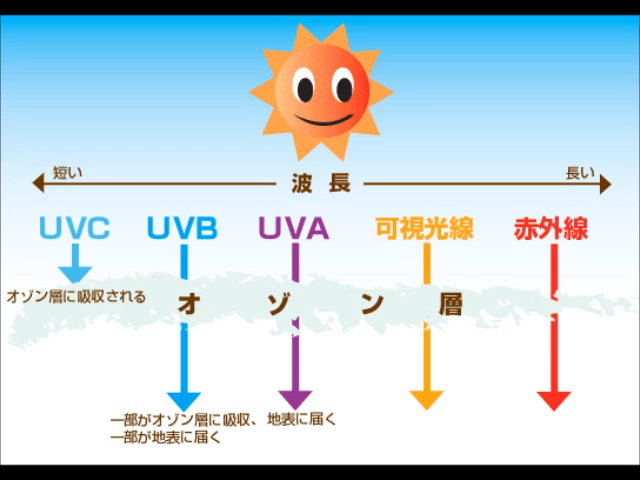 短い 波長 長い
UVC UVB UVA 可視光線 赤外線
オゾン層に吸収される
オゾン層
一部がオゾン層に吸収、 地表に届く
一部が地表に届く